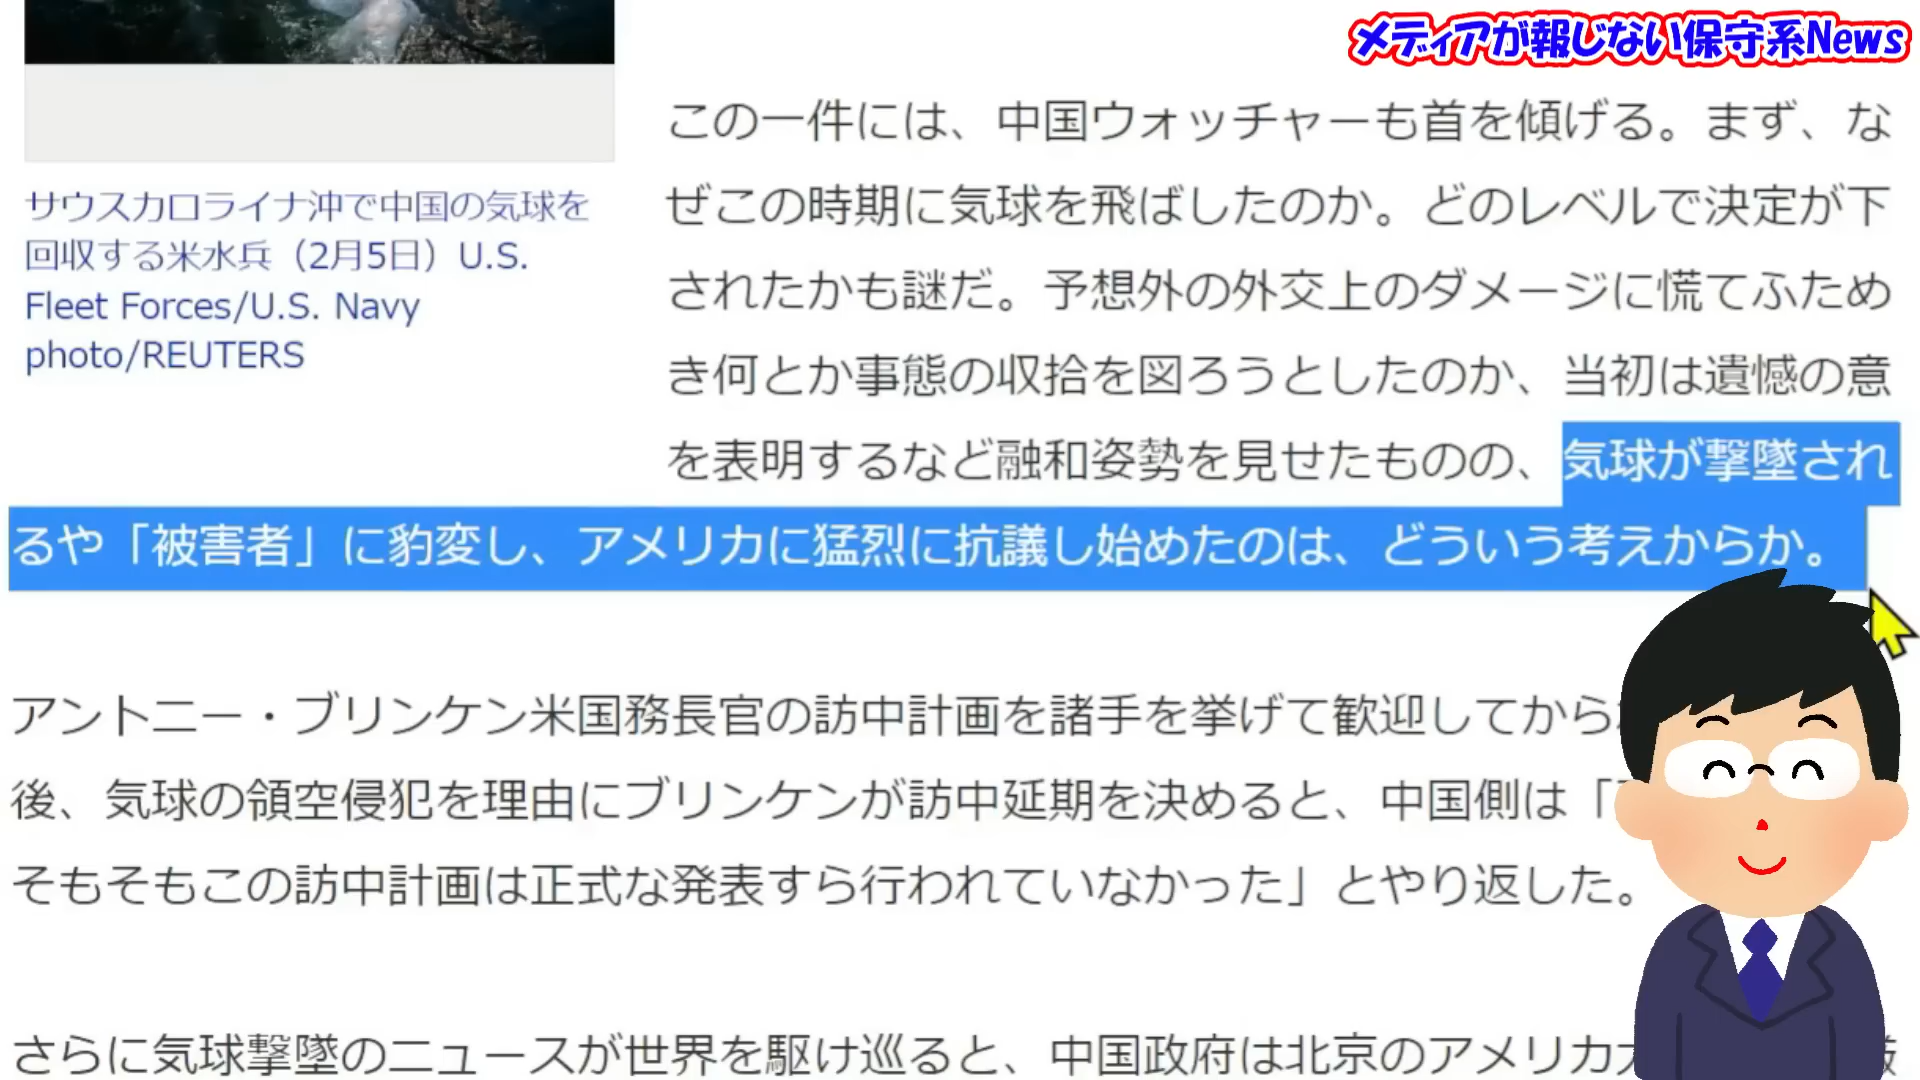 メディアが報じない保守系News
サウスカロライナ沖で中国の気球を
回収する米水兵（2月5日）U.S.
Fleet Forces/U.S. Navy
photo/REUTERS
この一件には、中国ウォッチャーも首を傾げる。まず、な
ぜこの時期に気球を飛ばしたのか。どのレベルで決定が下
されたかも謎だ。予想外の外交上のダメージに慌てふため
き何とか事態の収拾を図ろうとしたのか、当初は遺憾の意
を表明するなど融和姿勢を見せたものの、気球が撃墜され
るや「被害者」に豹変し、アメリカに猛烈に抗議し始めたのは、どういう考えからか。
アントニー・ブリンケン米国務長官の訪中計画を諸手を挙げて歓迎してから
後、気球の領空侵犯を理由にブリンケンが訪中延期を決めると、中国側は「
そもそもこの訪中計画は正式な発表すら行われていなかった」とやり返した。
さらに気球撃墜のニュースが世界を駆け巡ると、中国政府は北京のアメリカ